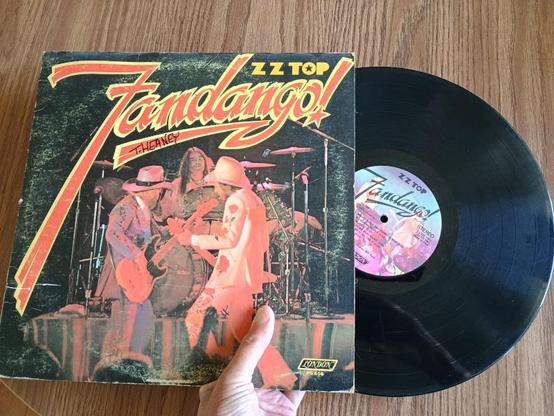 ZZ TOP
Fandango!
T. HEANEY
LONDON
ZZ TOP
Fandango!
STEREO